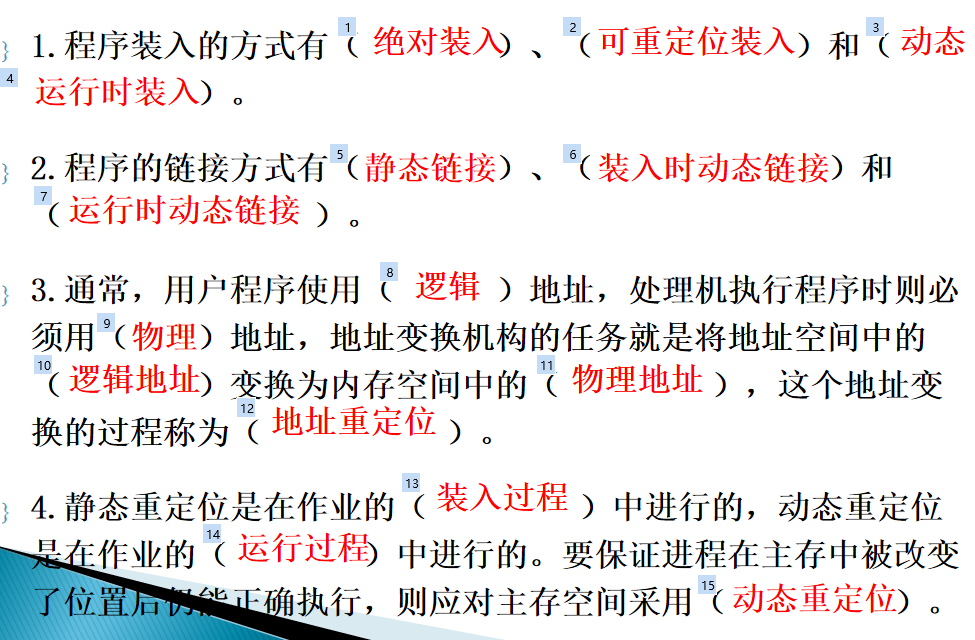 1.程序装入的方式有（1 绝对装入）、（2 可重定位装入）和（3 动态
4 运行时装入）。
2.程序的链接方式有（5 静态链接）、（6 装入时动态链接）和
（7 运行时动态链接 ）。
3.通常，用户程序使用（8 逻辑 ）地址，处理机执行程序时则必
须用（9 物理）地址，地址变换机构的任务就是将地址空间中的
（10 逻辑地址）变换为内存空间中的（11 物理地址 ），这个地址变
换的过程称为（12 地址重定位 ）。
4.静态重定位是在作业的（13 装入过程 ）中进行的，动态重定位
是在作业的（14 运行过程）中进行的。要保证进程在主存中被改变
了位置后仍能正确执行，则应对主存空间采用（15 动态重定位）。